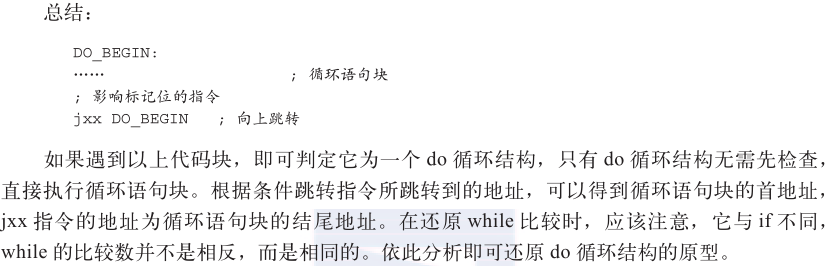 总结：
DO_BEGIN:
…… ; 循环语句块
; 影响标记位的指令
jxx DO_BEGIN ; 向上跳转
如果遇到以上代码块，即可判定它为一个 do 循环结构，只有 do 循环结构无需先检查，
直接执行循环语句块。根据条件跳转指令所跳转到的地址，可以得到循环语句块的首地址，
jxx 指令的地址为循环语句块的结尾地址。在还原 while 比较时，应该注意，它与 if 不同，
while 的比较数并不是相反，而是相同的。依此分析即可还原 do 循环结构的原型。